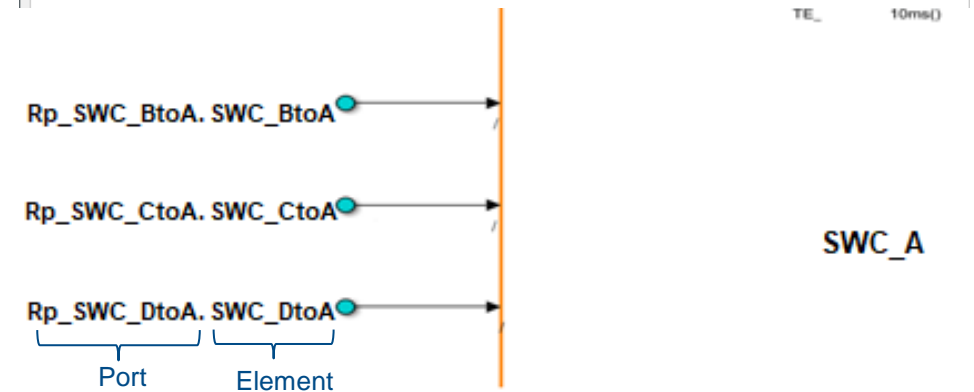 TE_ 10ms()
Rp_SWC_BtoA. SWC_BtoA
Rp_SWC_CtoA. SWC_CtoA
SWC_A
Rp_SWC_DtoA. SWC_DtoA
Port Element